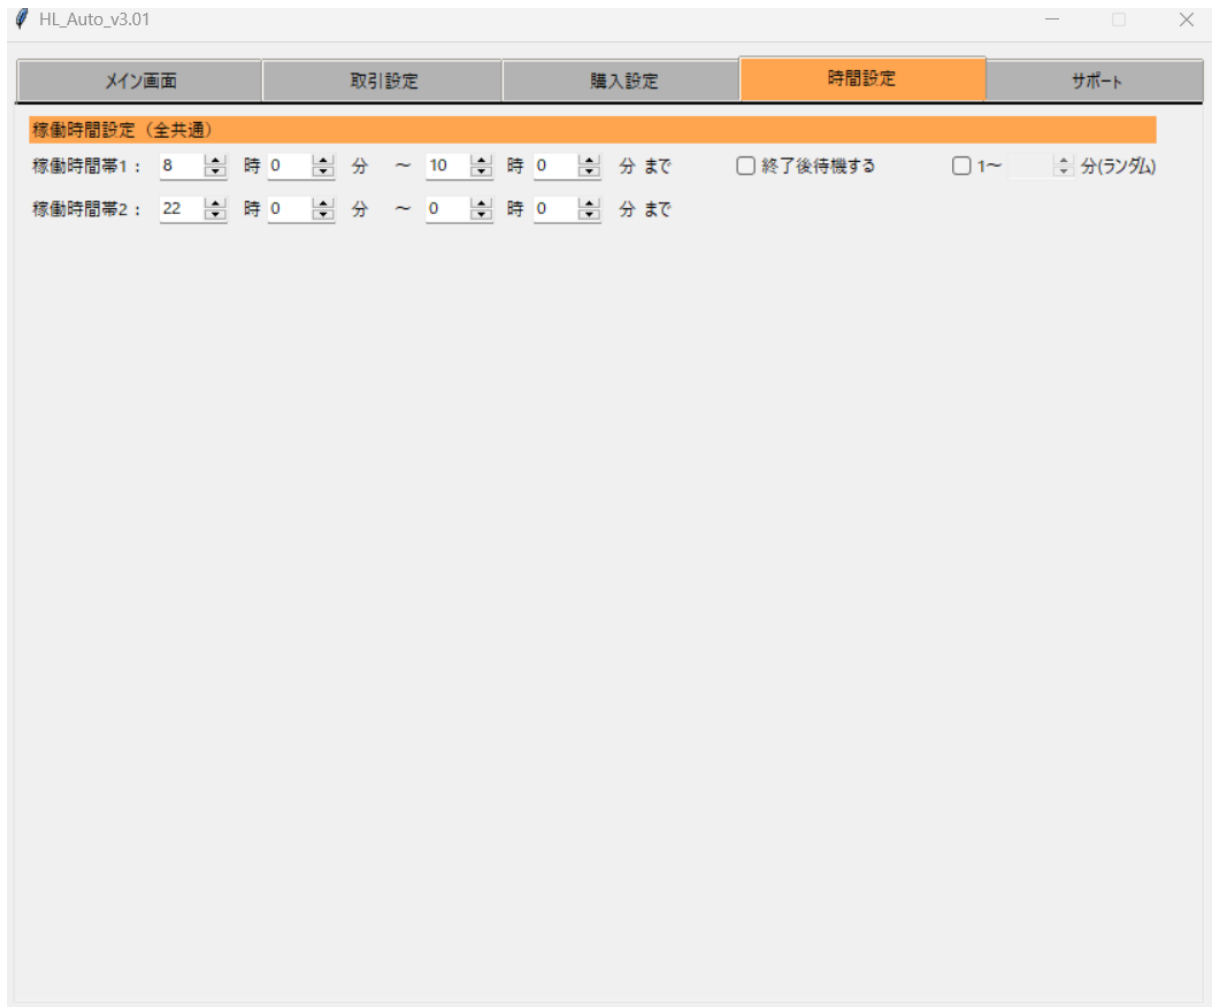 HL_Auto_v3.01
メイン画面 取引設定 購入設定 時間設定 サポート
稼働時間設定（全共通）
稼働時間帯1： 8 時 0 分 ～ 10 時 0 分 まで 終了後待機する 1～ 分(ランダム)
稼働時間帯2： 22 時 0 分 ～ 0 時 0 分 まで